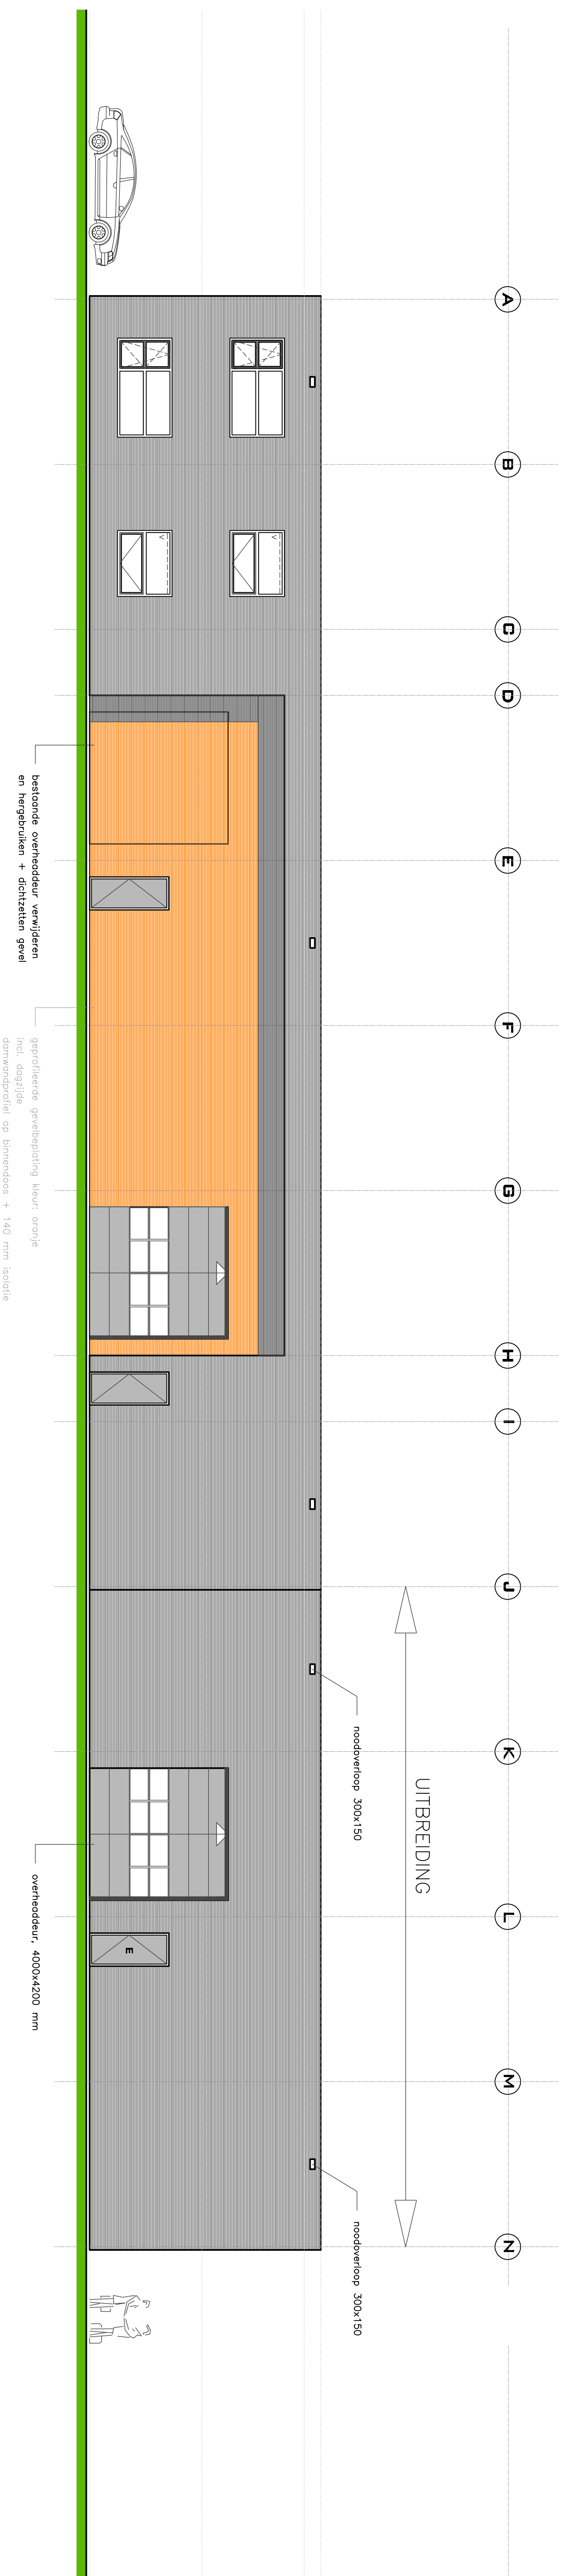 A
B
C
D
E
F
G
H
I
J
K
L
M
N
UITBREIDING
noodoverloop 300x150
noodoverloop 300x150
E
bestaande overheaddeur verwijderen
en hergebruiken + dichtzetten gevel
geprofileerde gevelbeplating kleur: oranje
incl. dagzijde
damwandprofiel op binnendoos + 140 mm isolatie
overheaddeur, 4000x4200 mm